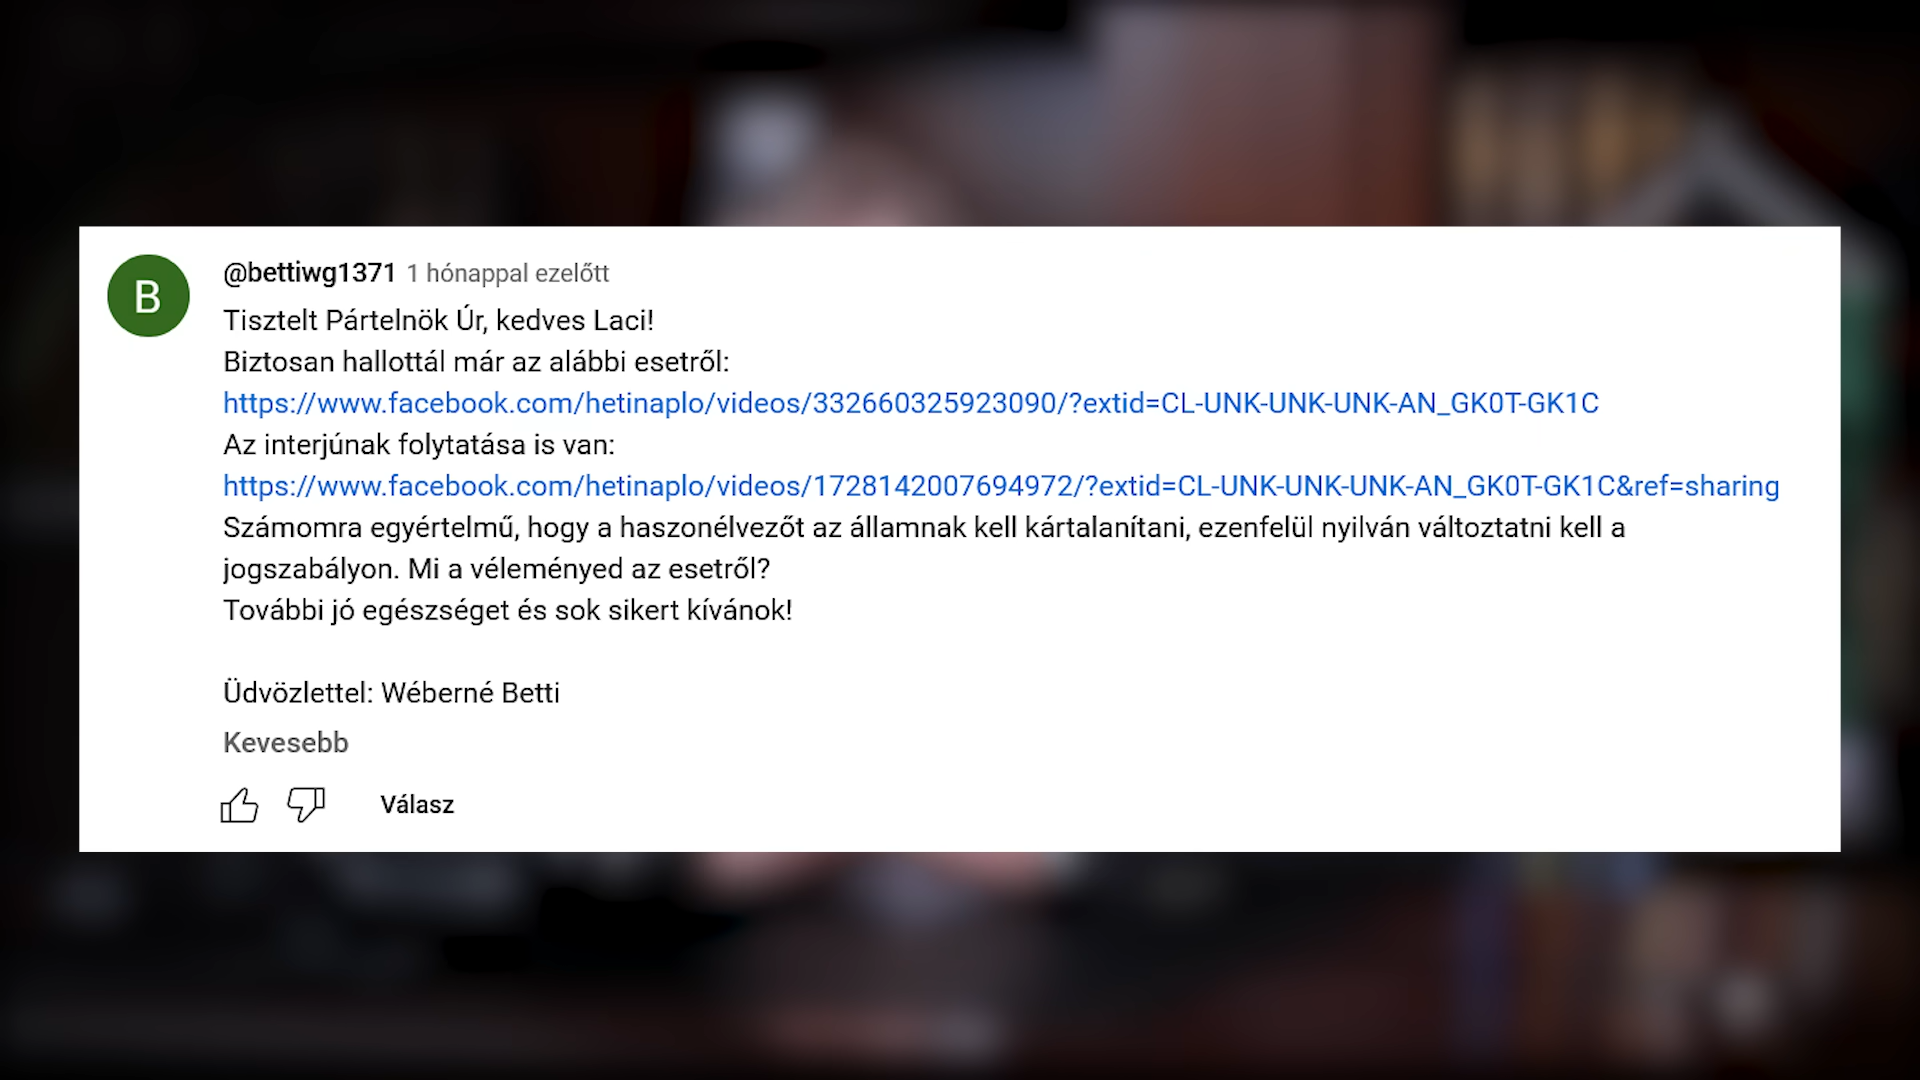 B
@bettiwg1371 1 hónappal ezelőtt
Tisztelt Pártelnök Úr, kedves Laci!
Biztosan hallottál már az alábbi esetről:
https://www.facebook.com/hetinaplo/videos/332660325923090/?extid=CL-UNK-UNK-UNK-AN_GK0T-GK1C
Az interjúnak folytatása is van:
https://www.facebook.com/hetinaplo/videos/1728142007694972/?extid=CL-UNK-UNK-UNK-AN_GK0T-GK1C&ref=sharing
Számomra egyértelmű, hogy a haszonélvezőt az államnak kell kártalanítani, ezenfelül nyilván változtatni kell a
jogszabályon. Mi a véleményed az esetről?
További jó egészséget és sok sikert kívánok!
Üdvözlettel: Wéberné Betti
Kevesebb
Válasz